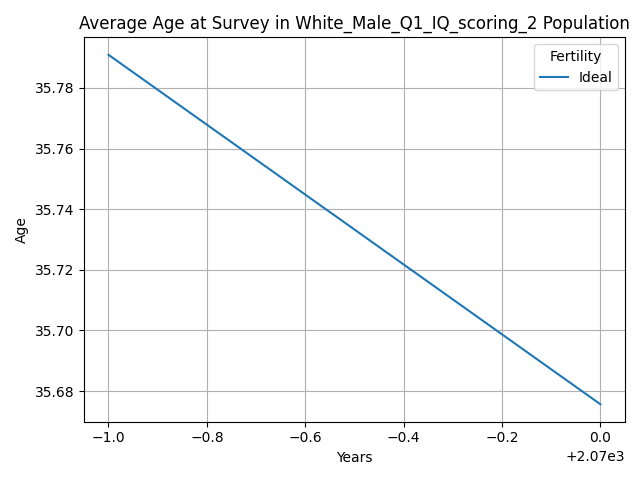 Average Age at Survey in White_Male_Q1_IQ_scoring_2 Population
Fertility
Ideal
35.78
35.76
35.74
35.72
35.70
35.68
Age
−1.0
−0.8
−0.6
−0.4
−0.2
0.0
Years
+2.07e3